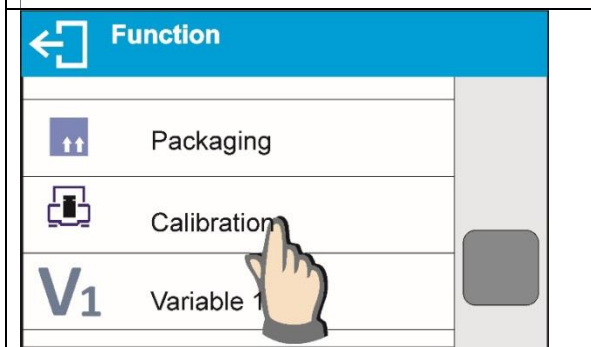 Function
Packaging
Calibration
V1 Variable 1